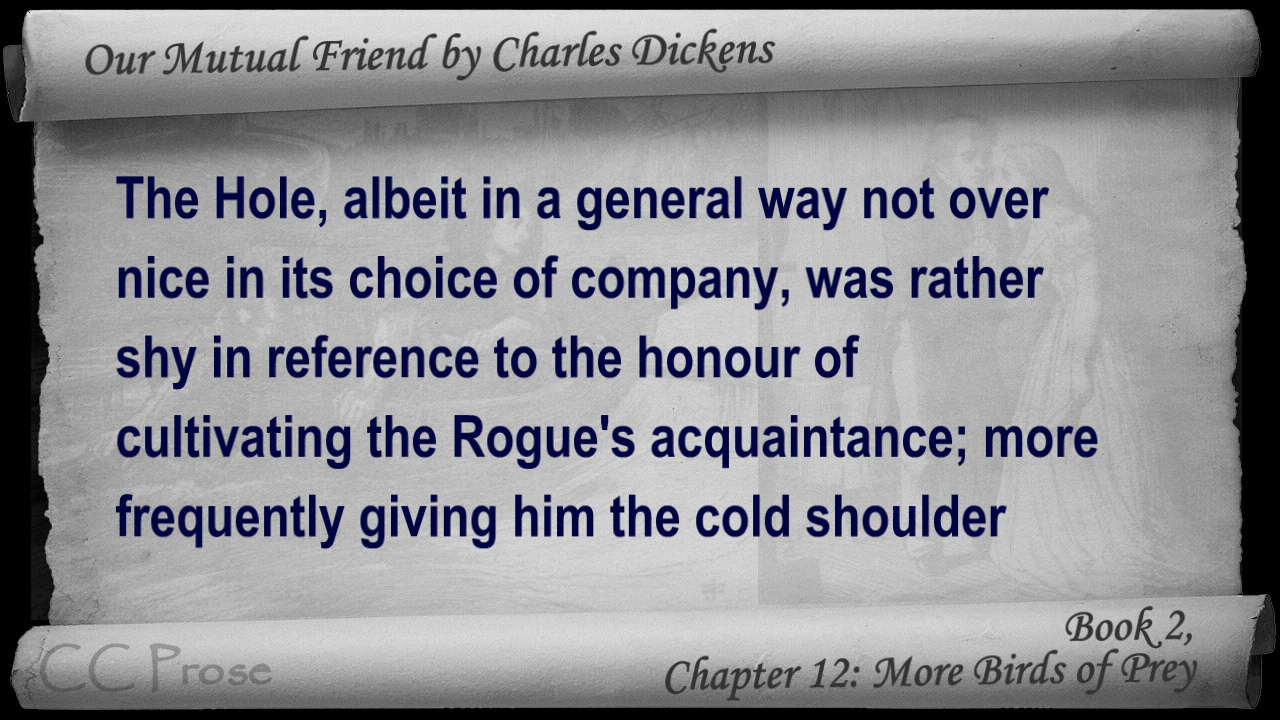 Our Mutual Friend by Charles Dickens
The Hole, albeit in a general way not over
nice in its choice of company, was rather
shy in reference to the honour of
cultivating the Rogue's acquaintance; more
frequently giving him the cold shoulder
CC Prose
Book 2,
Chapter 12: More Birds of Prey